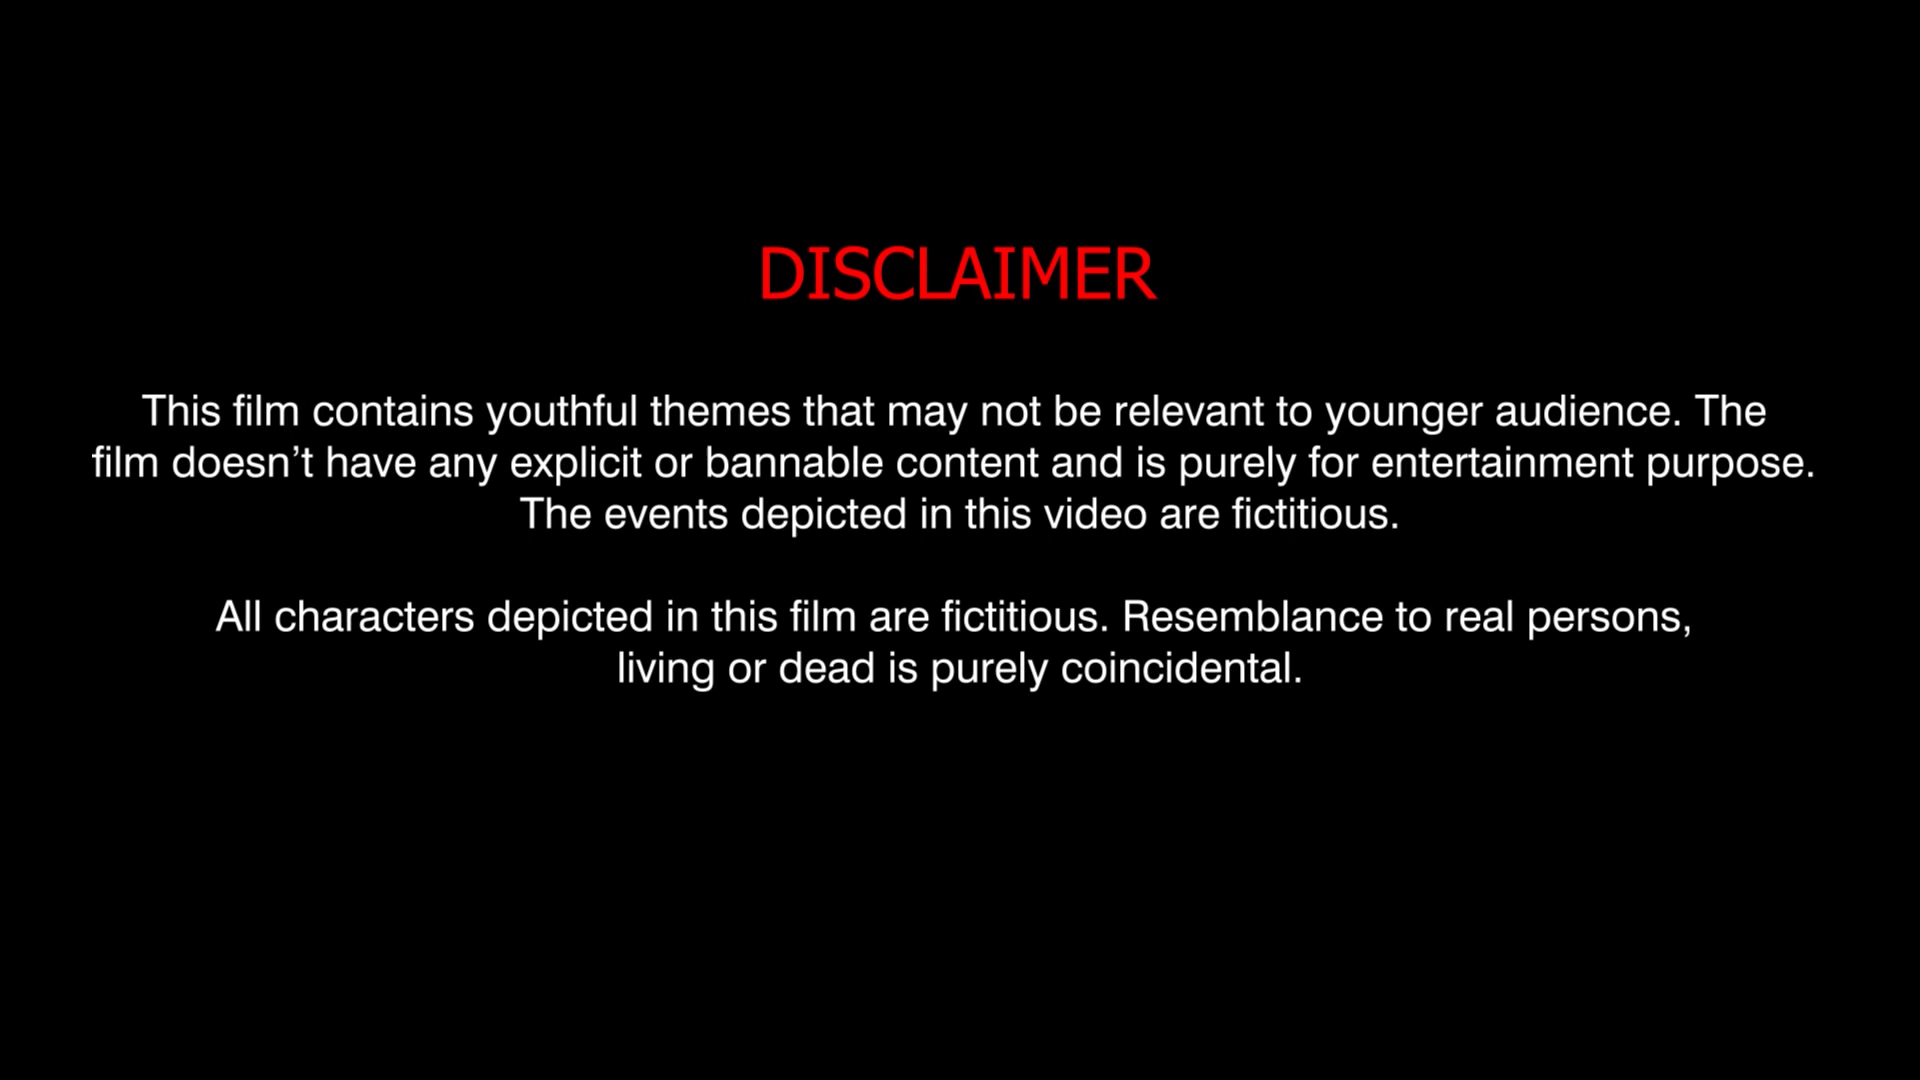 DISCLAIMER
This film contains youthful themes that may not be relevant to younger audience. The
film doesn’t have any explicit or bannable content and is purely for entertainment purpose.
The events depicted in this video are fictitious.
All characters depicted in this film are fictitious. Resemblance to real persons,
living or dead is purely coincidental.